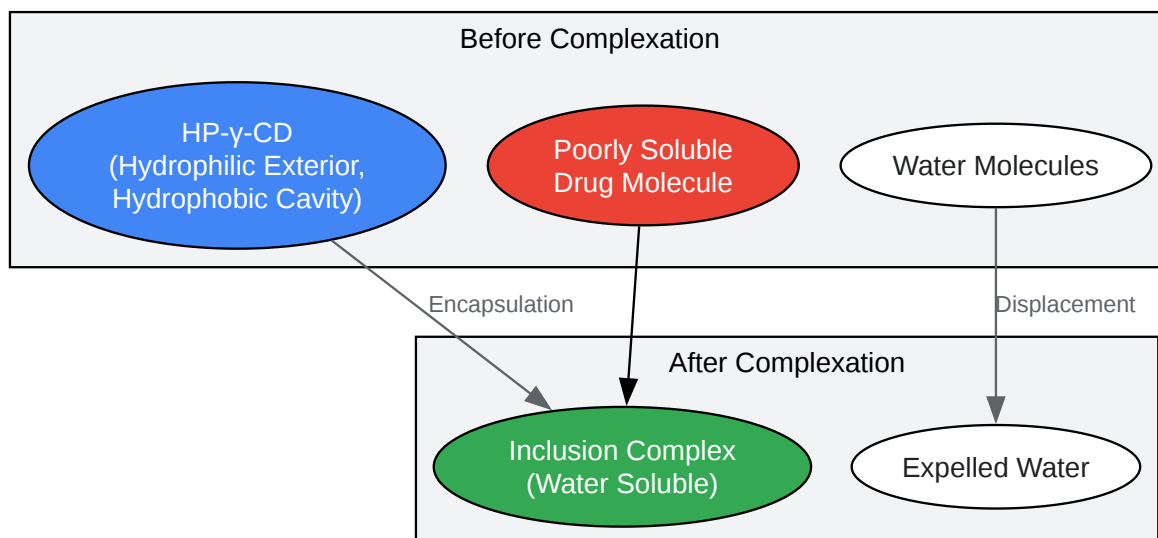 Before Complexation
HP-γ-CD
(Hydrophilic Exterior,
Hydrophobic Cavity)
Poorly Soluble
Drug Molecule
Water Molecules
Encapsulation
Displacement
After Complexation
Inclusion Complex
(Water Soluble)
Expelled Water